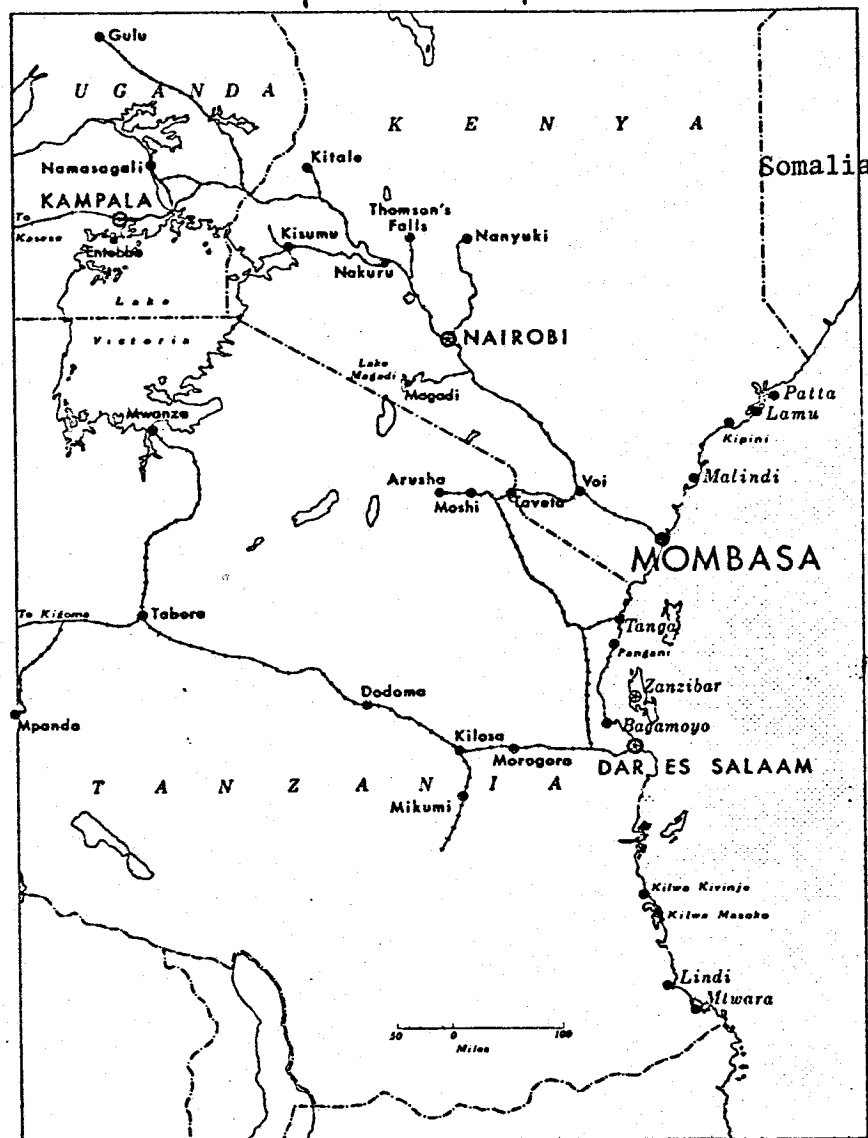 Gulu
U G A N D A
K E N Y A
Somalia
Namasagali
Kitale
KAMPALA
Thomson's
Falls
To
Kasese
Kisumu
Nanyuki
Entebbe
Nakuru
Lake
Victoria
NAIROBI
Lake
Magadi
Magadi
Patta
Lamu
Mwanza
Kipini
Arusha
Voi
Malindi
Moshi
Taveta
MOMBASA
To Kigoma
Tabora
Tanga
Pangani
Zanzibar
Dodoma
Mpanda
Bagamoyo
Kilosa
Morogoro
DAR ES SALAAM
T A N Z A N I A
Mikumi
Kilwa Kivinje
Kilwa Masoko
Lindi
Mtwara
50 0 100
Miles